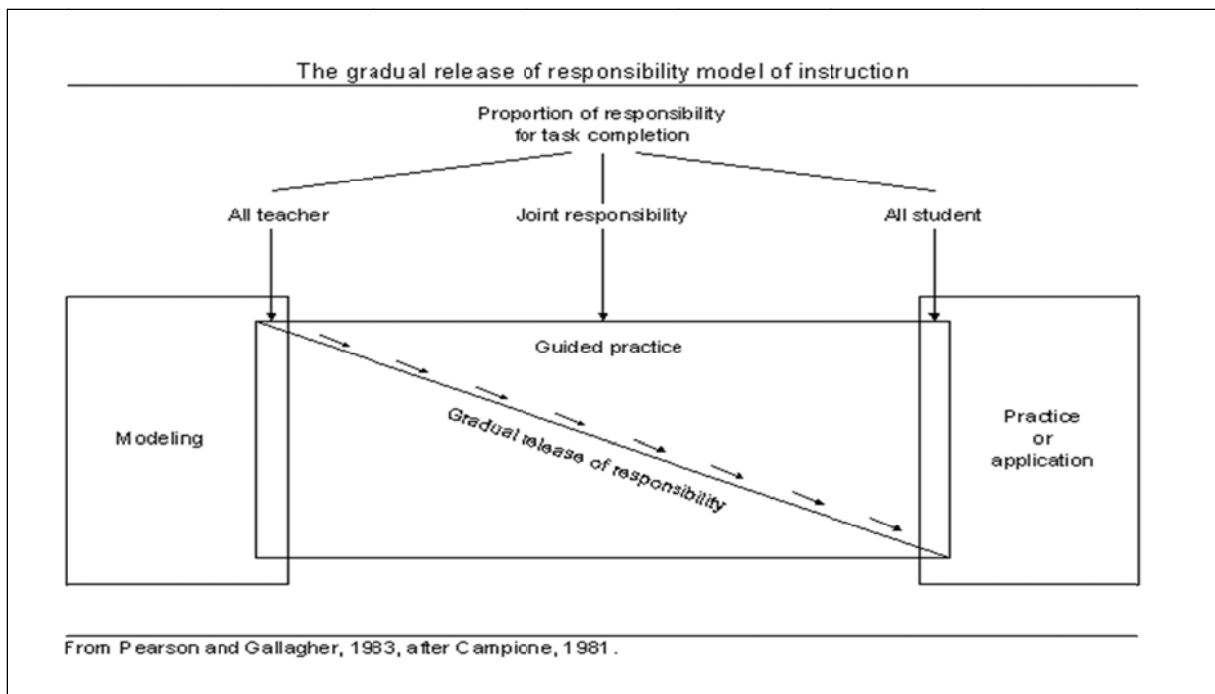 The gradual release of responsibility model of instruction
Proportion of responsibility
for task completion
All teacher
Joint responsibility
All student
Guided practice
Gradual release of responsibility
Modeling
Practice
or
application
From Pearson and Gallagher, 1983, after Campione, 1981.